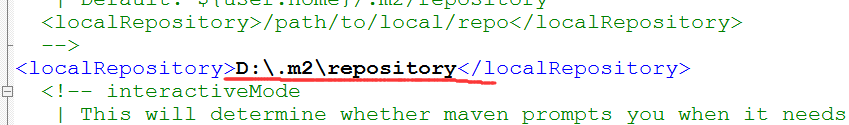 | Default: ${user.home}/.m2/repository
<localRepository>/path/to/local/repo</localRepository>
-->
<localRepository>D:\.m2\repository</localRepository>
<!-- interactiveMode
| This will determine whether maven prompts you when it needs